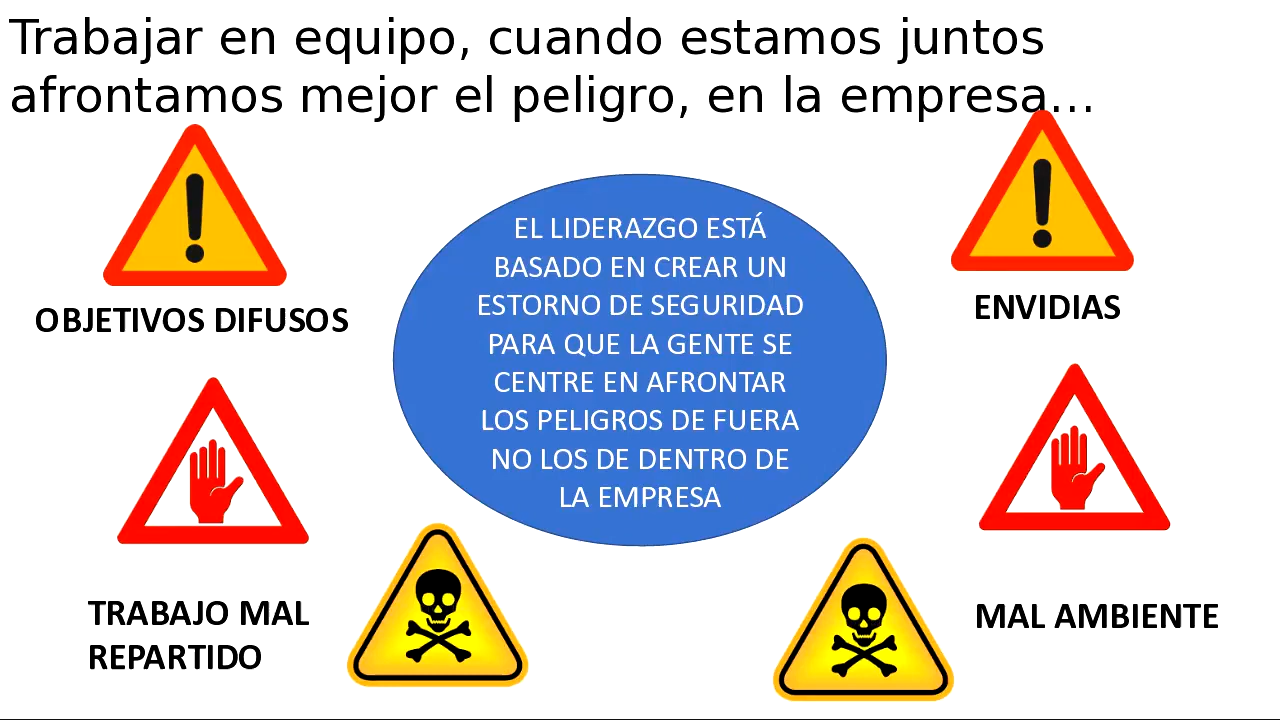 Trabajar en equipo, cuando estamos juntos
afrontamos mejor el peligro, en la empresa...
OBJETIVOS DIFUSOS
EL LIDERAZGO ESTÁ
BASADO EN CREAR UN
ESTORNO DE SEGURIDAD
PARA QUE LA GENTE SE
CENTRE EN AFRONTAR
LOS PELIGROS DE FUERA
NO LOS DE DENTRO DE
LA EMPRESA
ENVIDIAS
TRABAJO MAL
REPARTIDO
MAL AMBIENTE